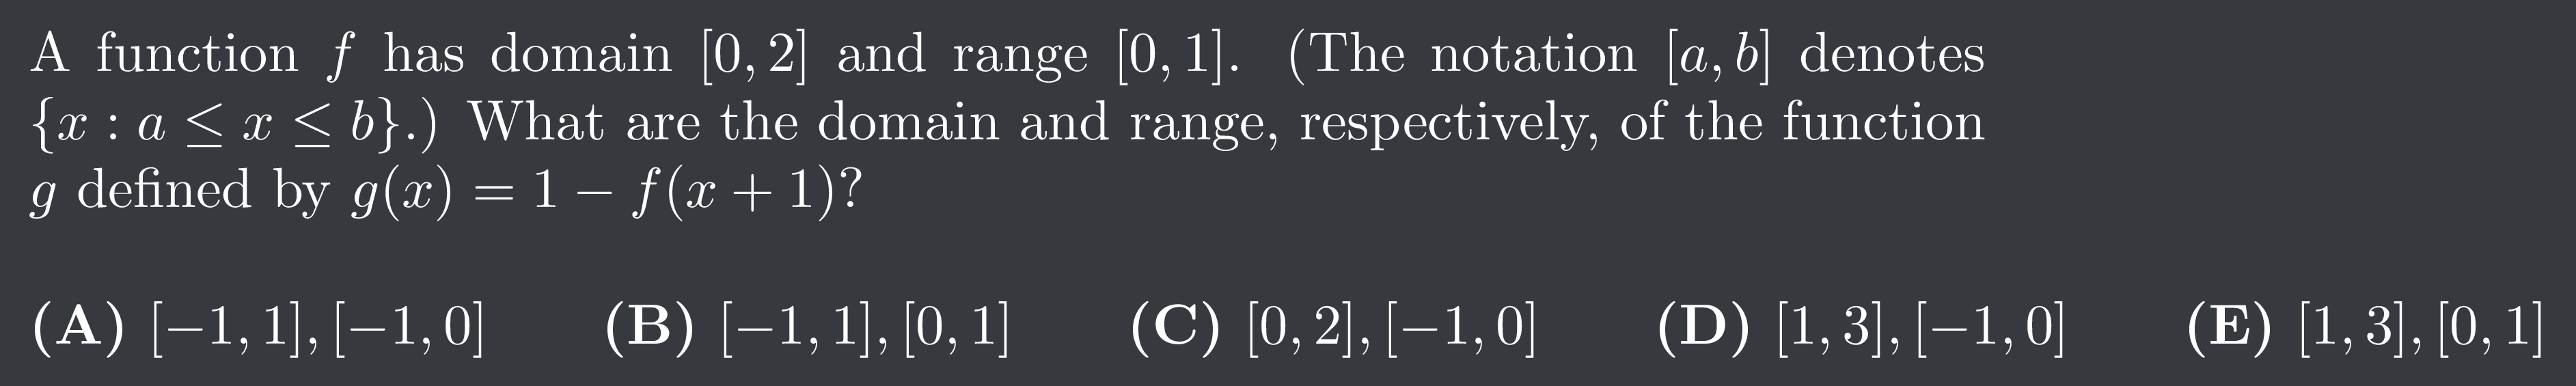 A function f has domain [0, 2] and range [0, 1]. (The notation [a, b] denotes
{x : a ≤ x ≤ b}.) What are the domain and range, respectively, of the function
g defined by g(x) = 1 − f(x + 1)?
(A) [−1, 1], [−1, 0] (B) [−1, 1], [0, 1] (C) [0, 2], [−1, 0] (D) [1, 3], [−1, 0] (E) [1, 3], [0, 1]